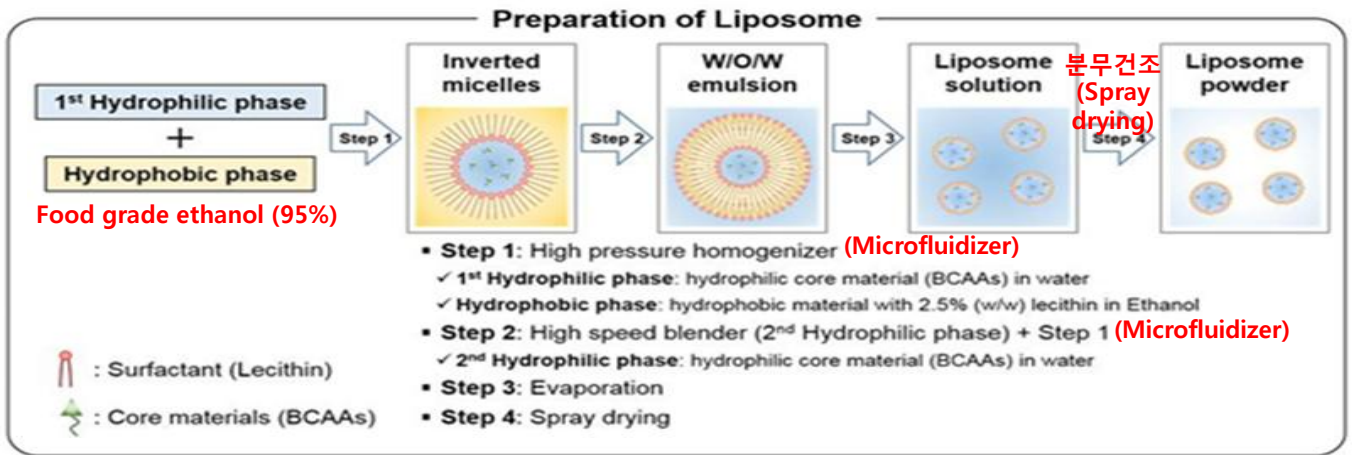 Preparation of Liposome
1st Hydrophilic phase
+
Hydrophobic phase
Food grade ethanol (95%)
Step 1
Inverted
micelles
Step 2
W/O/W
emulsion
Step 3
Liposome
solution
분무건조
(Spray
drying)
Step 4
Liposome
powder
▪ Step 1: High pressure homogenizer (Microfluidizer)
✓ 1st Hydrophilic phase: hydrophilic core material (BCAAs) in water
✓ Hydrophobic phase: hydrophobic material with 2.5% (w/w) lecithin in Ethanol
▪ Step 2: High speed blender (2nd Hydrophilic phase) + Step 1 (Microfluidizer)
✓ 2nd Hydrophilic phase: hydrophilic core material (BCAAs) in water
▪ Step 3: Evaporation
▪ Step 4: Spray drying
: Surfactant (Lecithin)
: Core materials (BCAAs)